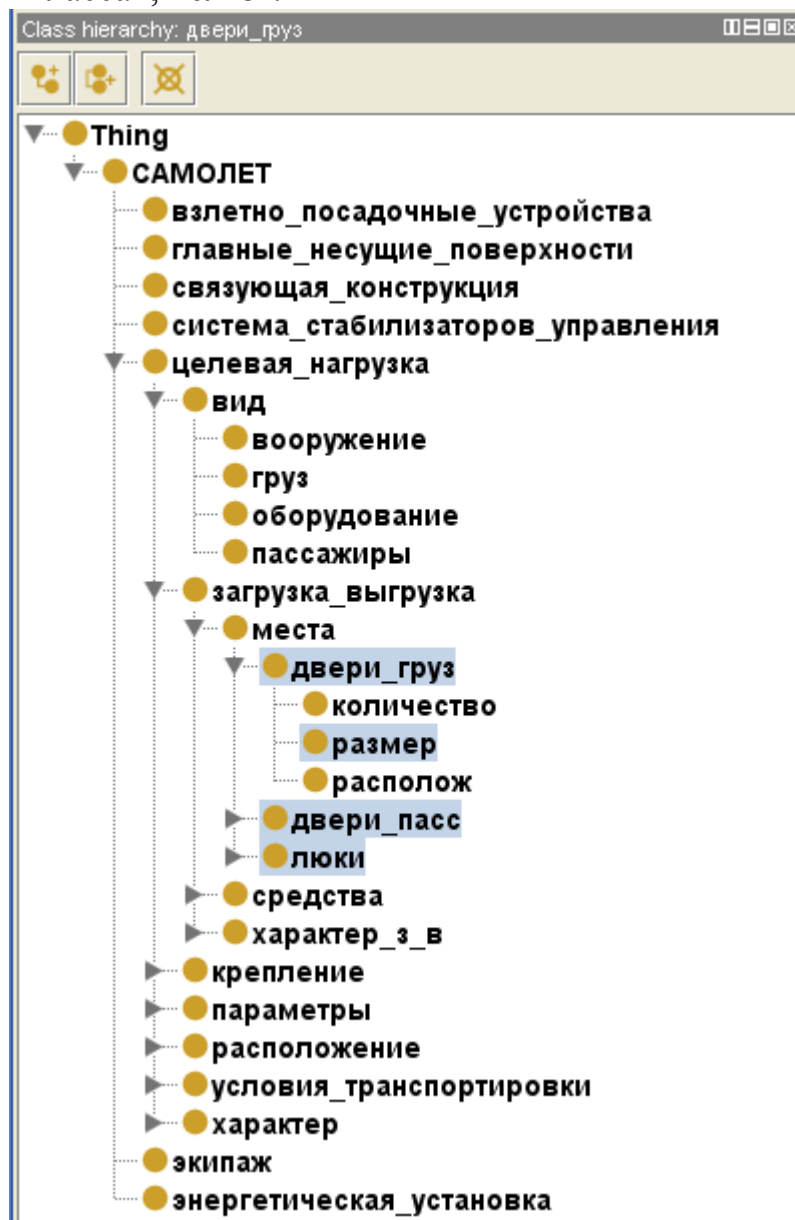 Class hierarchy: двери_груз
Thing
САМОЛЕТ
взлетно_посадочные_устройства
главные_несущие_поверхности
связующая_конструкция
система_стабилизаторов_управления
целевая_нагрузка
вид
вооружение
груз
оборудование
пассажиры
загрузка_выгрузка
места
двери_груз
количество
размер
располож
двери_пасс
люки
средства
характер_з_в
крепление
параметры
расположение
условия_транспортировки
характер
экипаж
энергетическая_установка